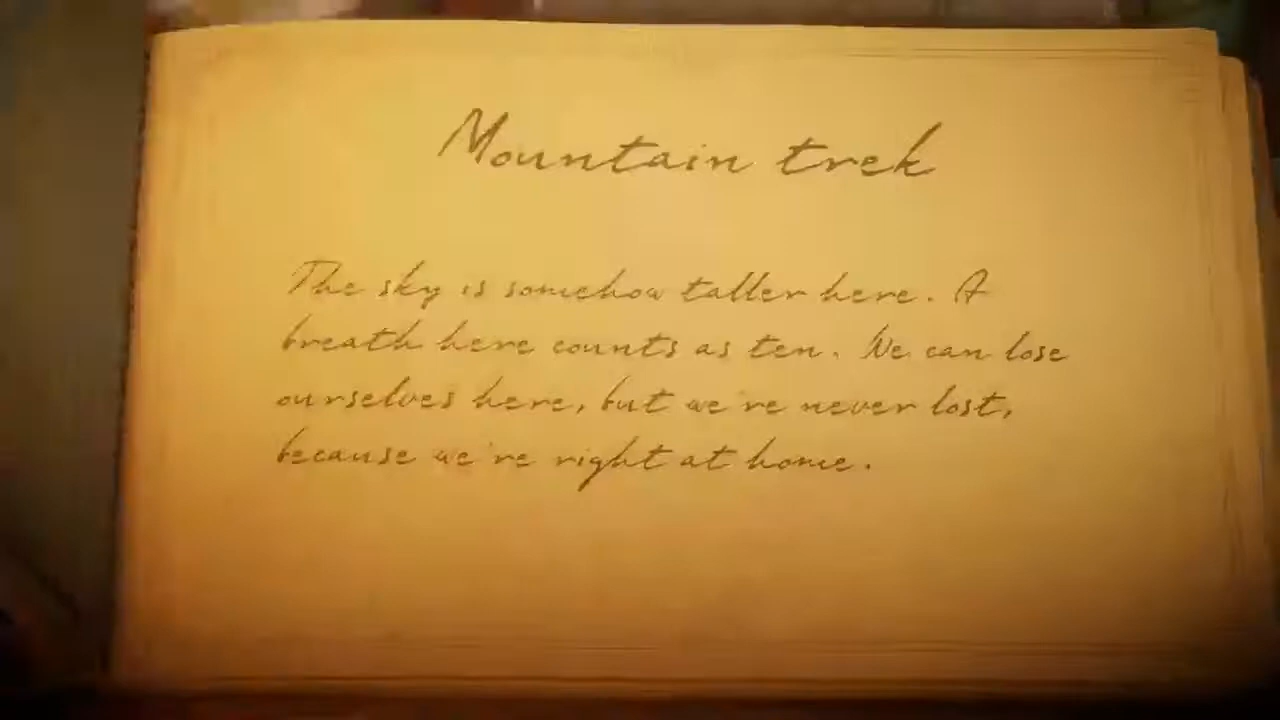 Mountain trek
The sky is somehow taller here. A
breath here counts as ten. We can lose
ourselves here, but we're never lost,
because we're right at home.